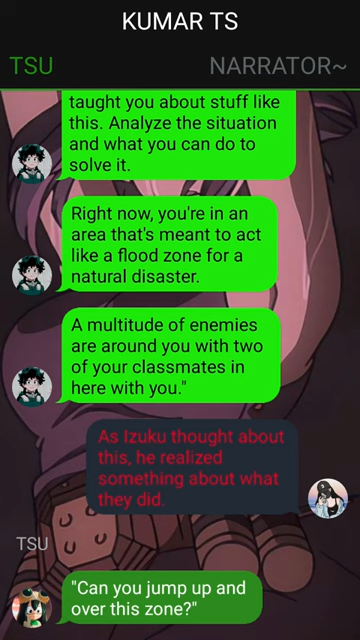 KUMAR TS
TSU
NARRATOR~
taught you about stuff like
this. Analyze the situation
and what you can do to
solve it.
Right now, you're in an
area that's meant to act
like a flood zone for a
natural disaster.
A multitude of enemies
are around you with two
of your classmates in
here with you."
As Izuku thought about
this, he realized
something about what
they did.
TSU
"Can you jump up and
over this zone?"